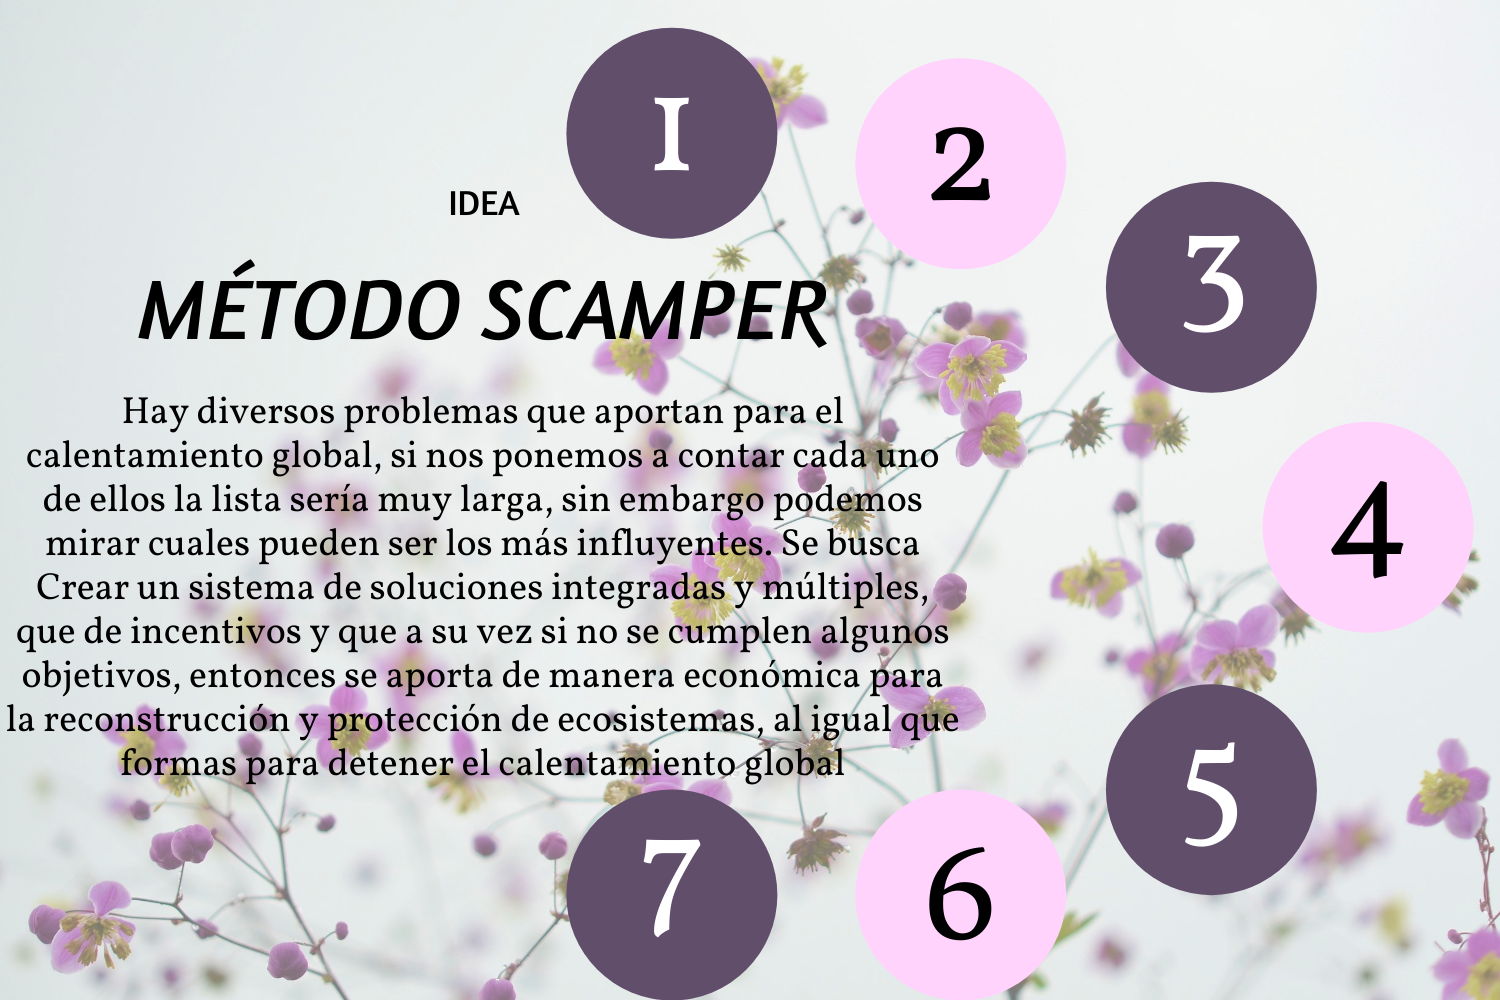 1
2
3
IDEA
MÉTODO SCAMPER
Hay diversos problemas que aportan para el
calentamiento global, si nos ponemos a contar cada uno
de ellos la lista sería muy larga, sin embargo podemos
mirar cuales pueden ser los más influyentes. Se busca
Crear un sistema de soluciones integradas y múltiples,
que de incentivos y que a su vez si no se cumplen algunos
objetivos, entonces se aporta de manera económica para
la reconstrucción y protección de ecosistemas, al igual que
formas para detener el calentamiento global
4
5
6
7